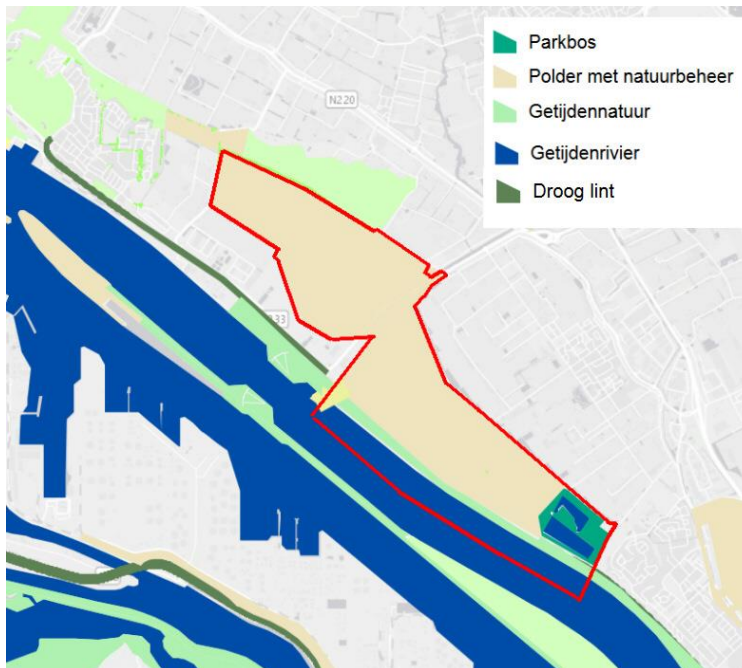 Parkbos
Polder met natuurbeheer
Getijdennatuur
Getijdenrivier
Droog lint
N220